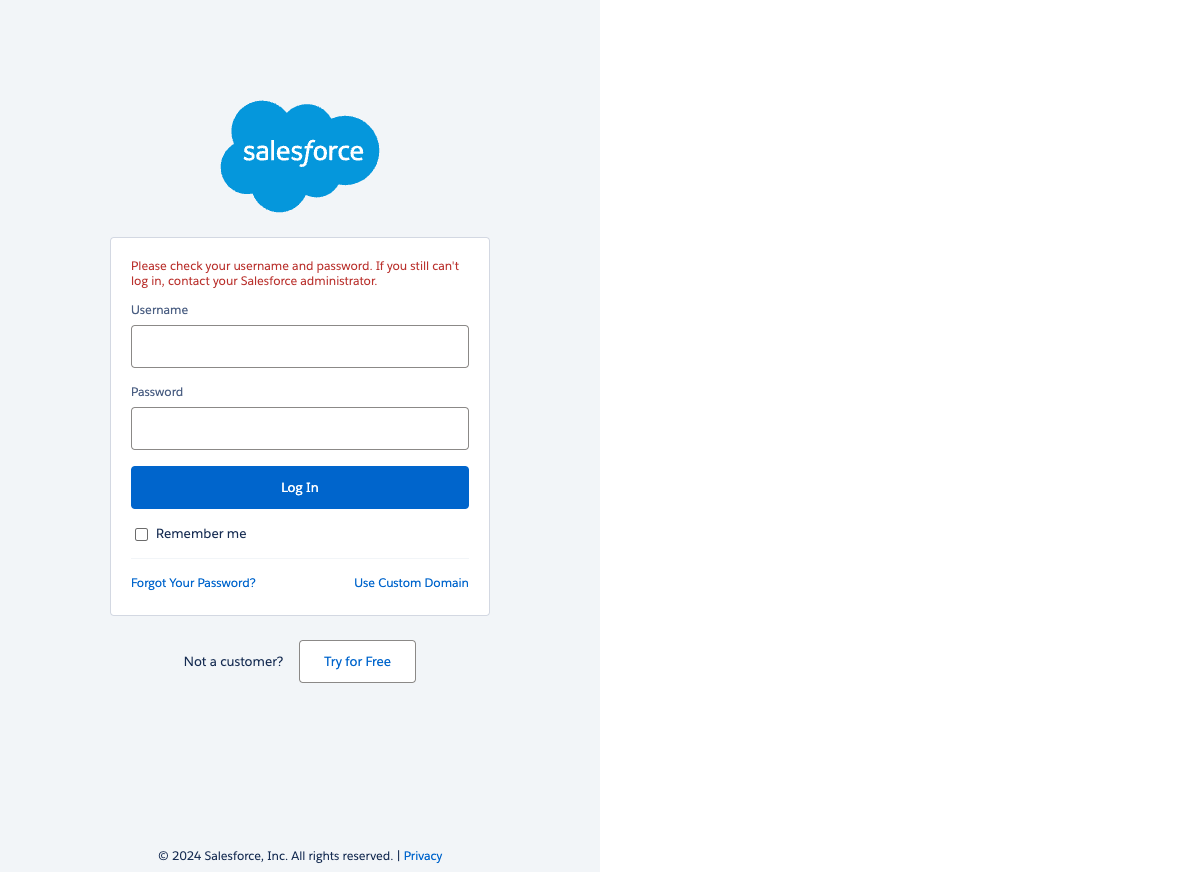 salesforce
Please check your username and password. If you still can't
log in, contact your Salesforce administrator.
Username
Password
Log In
Remember me
Forgot Your Password? Use Custom Domain
Not a customer? Try for Free
© 2024 Salesforce, Inc. All rights reserved. | Privacy